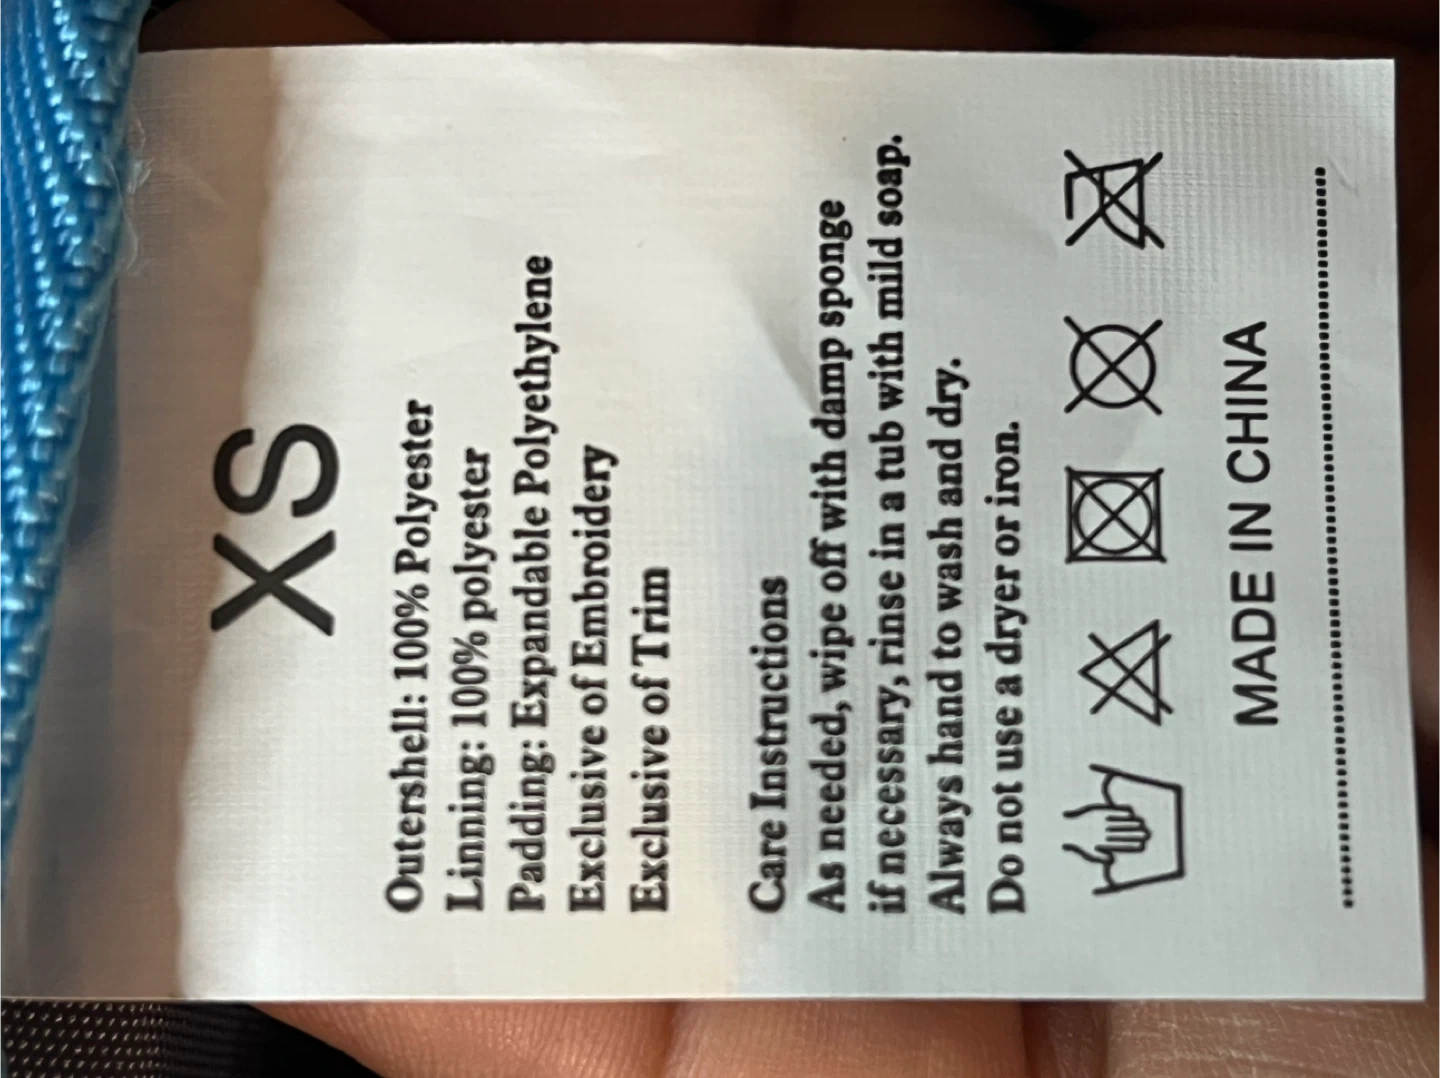 XS
Outershell: 100% Polyester
Linning: 100% polyester
Padding: Expandable Polyethylene
Exclusive of Embroidery
Exclusive of Trim
Care Instructions
As needed, wipe off with damp sponge
if necessary, rinse in a tub with mild soap.
Always hand to wash and dry.
Do not use a dryer or iron.
MADE IN CHINA